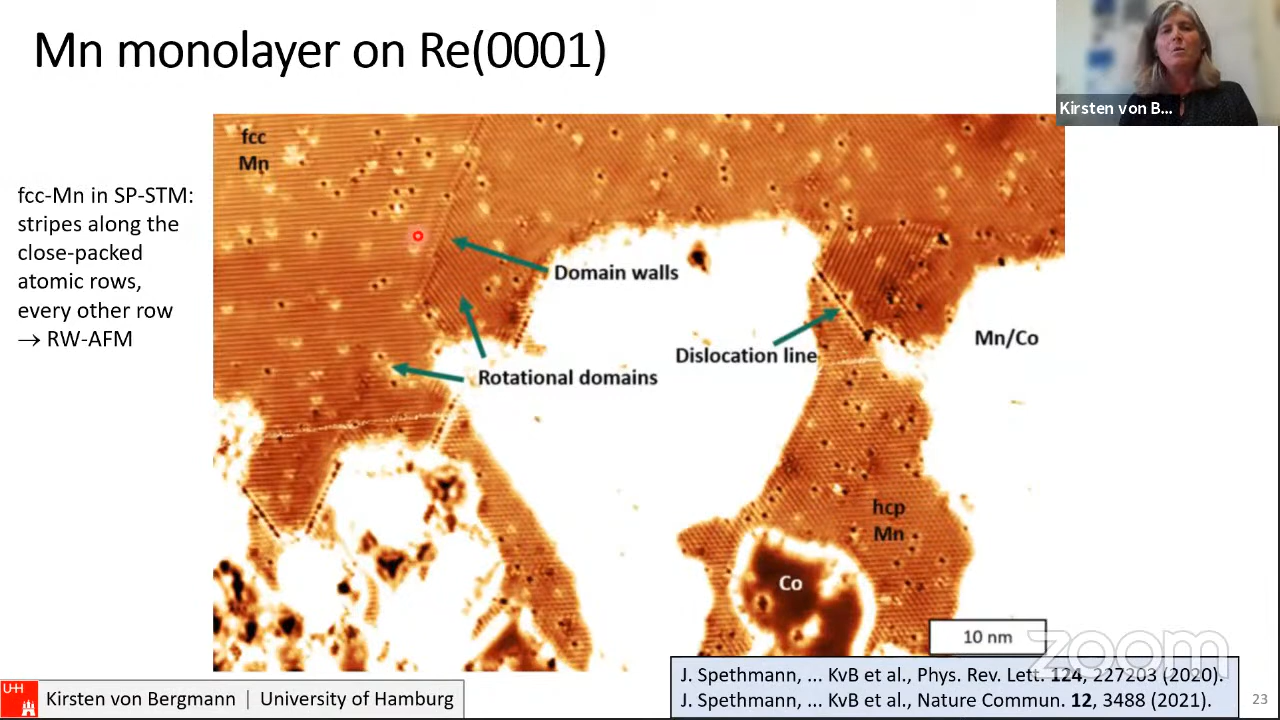 Mn monolayer on Re(0001)
Kirsten von B...
fcc
Mn
fcc-Mn in SP-STM:
stripes along the
close-packed
atomic rows,
every other row
→ RW-AFM
Domain walls
Dislocation line
Mn/Co
Rotational domains
hcp
Mn
Co
10 nm
zoom
J. Spethmann, ... KvB et al., Phys. Rev. Lett. 124, 227203 (2020).
J. Spethmann, ... KvB et al., Nature Commun. 12, 3488 (2021).
UHH
Kirsten von Bergmann | University of Hamburg
23